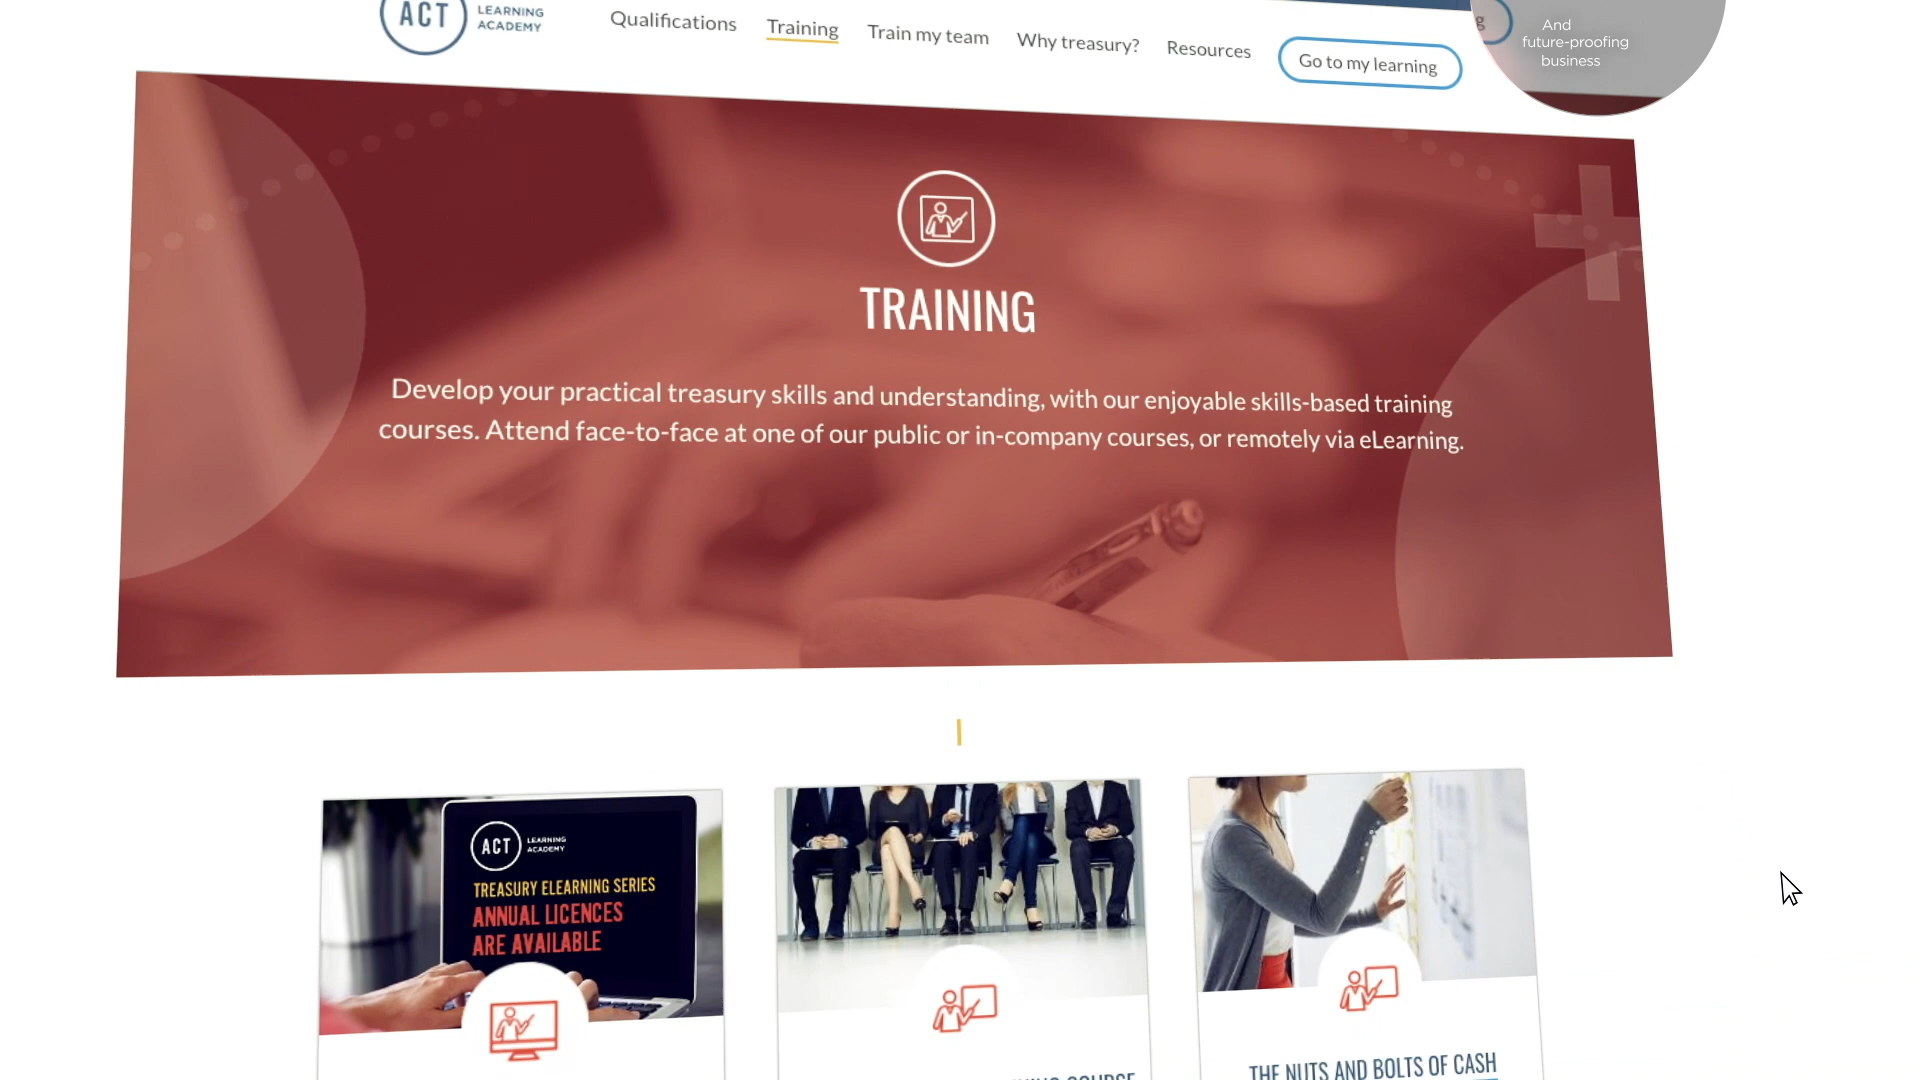 ACT
LEARNING
ACADEMY
Qualifications
Training
Train my team
Why treasury?
Resources
Go to my learning
And
future-proofing
business
TRAINING
Develop your practical treasury skills and understanding, with our enjoyable skills-based training
courses. Attend face-to-face at one of our public or in-company courses, or remotely via eLearning.
ACT
LEARNING
ACADEMY
TREASURY ELEARNING SERIES
ANNUAL LICENCES
ARE AVAILABLE
COURSE
THE NUTS AND BOLTS OF CASH